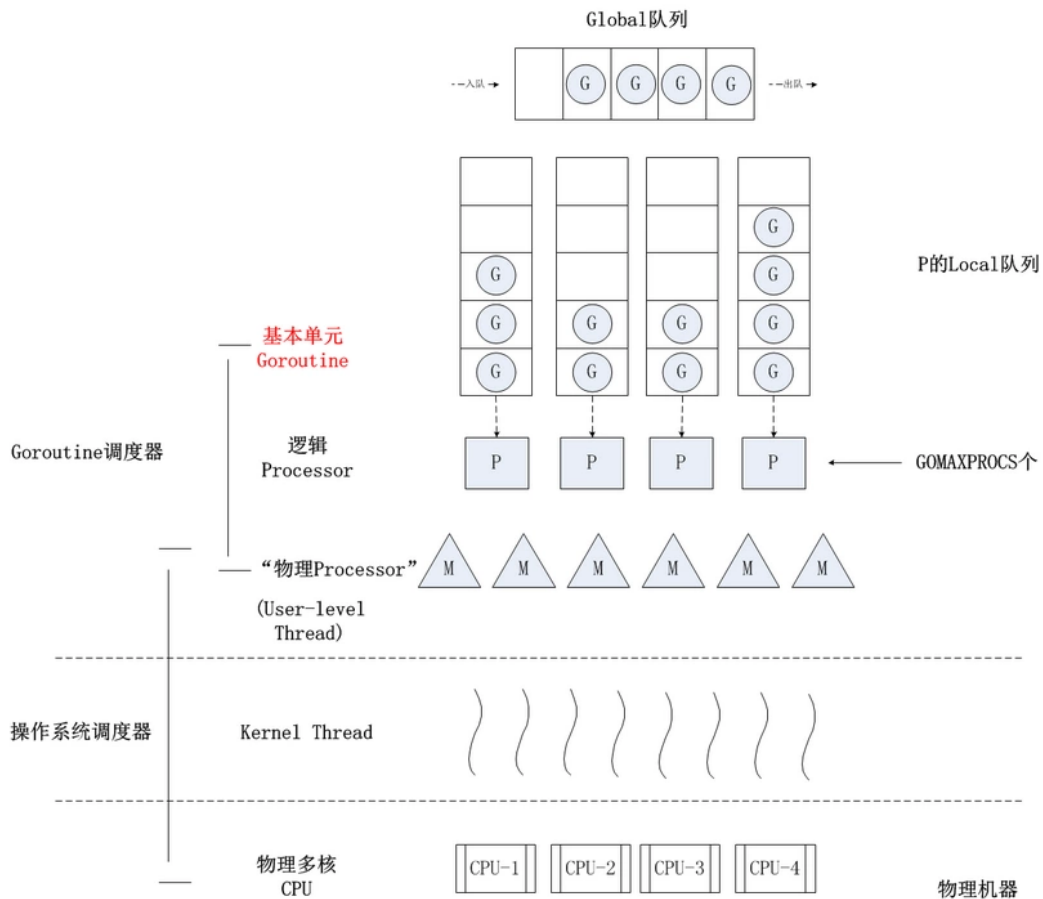 Global队列
---入队→ G G G G ---出队→
G
G G P的Local队列
基本单元 G G G G
Goroutine G G G G
Goroutine调度器 逻辑
Processor P P P P GOMAXPROCS个
“物理Processor” M M M M M M
(User-level
Thread)
操作系统调度器 Kernel Thread
物理多核 CPU-1 CPU-2 CPU-3 CPU-4
CPU 物理机器